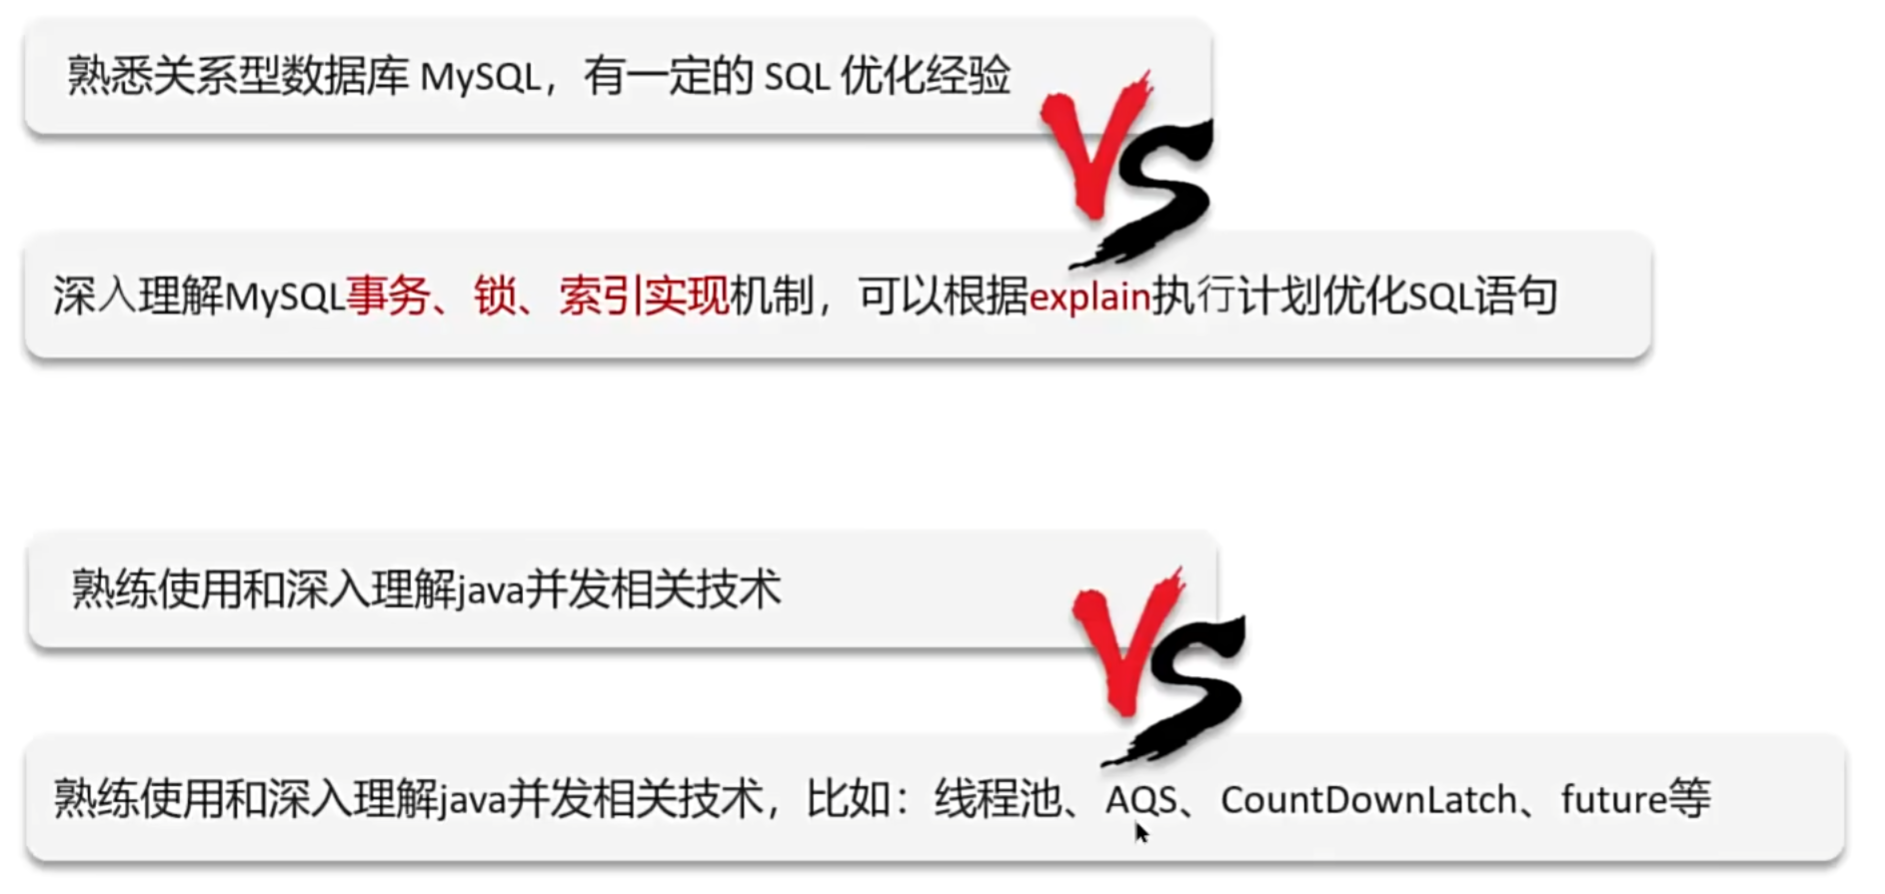 熟悉关系型数据库 MySQL，有一定的 SQL 优化经验
VS
深入理解MySQL事务、锁、索引实现机制，可以根据explain执行计划优化SQL语句
熟练使用和深入理解java并发相关技术
VS
熟练使用和深入理解java并发相关技术，比如：线程池、AQS、CountDownLatch、future等